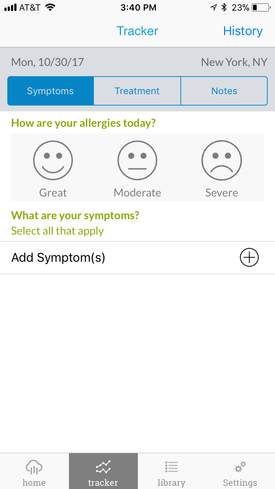 AT&T 3:40 PM 23%
Tracker History
Mon, 10/30/17 New York, NY
Symptoms Treatment Notes
How are your allergies today?
Great Moderate Severe
What are your symptoms?
Select all that apply
Add Symptom(s)
home tracker library Settings